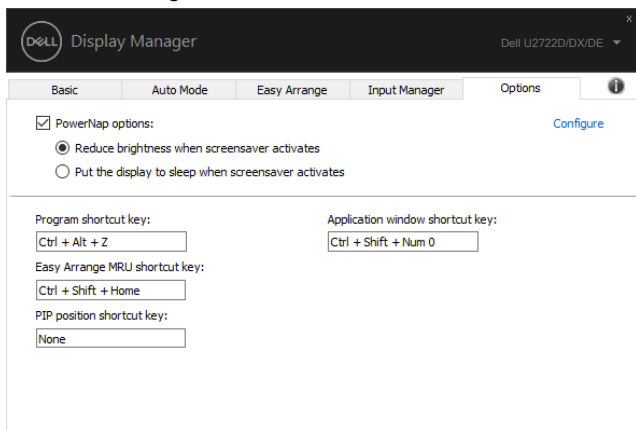 DELL Display Manager
Dell U2722D/DX/DE
Basic Auto Mode Easy Arrange Input Manager Options
PowerNap options: Configure
Reduce brightness when screensaver activates
Put the display to sleep when screensaver activates
Program shortcut key: Application window shortcut key:
Ctrl + Alt + Z Ctrl + Shift + Num 0
Easy Arrange MRU shortcut key:
Ctrl + Shift + Home
PIP position shortcut key:
None